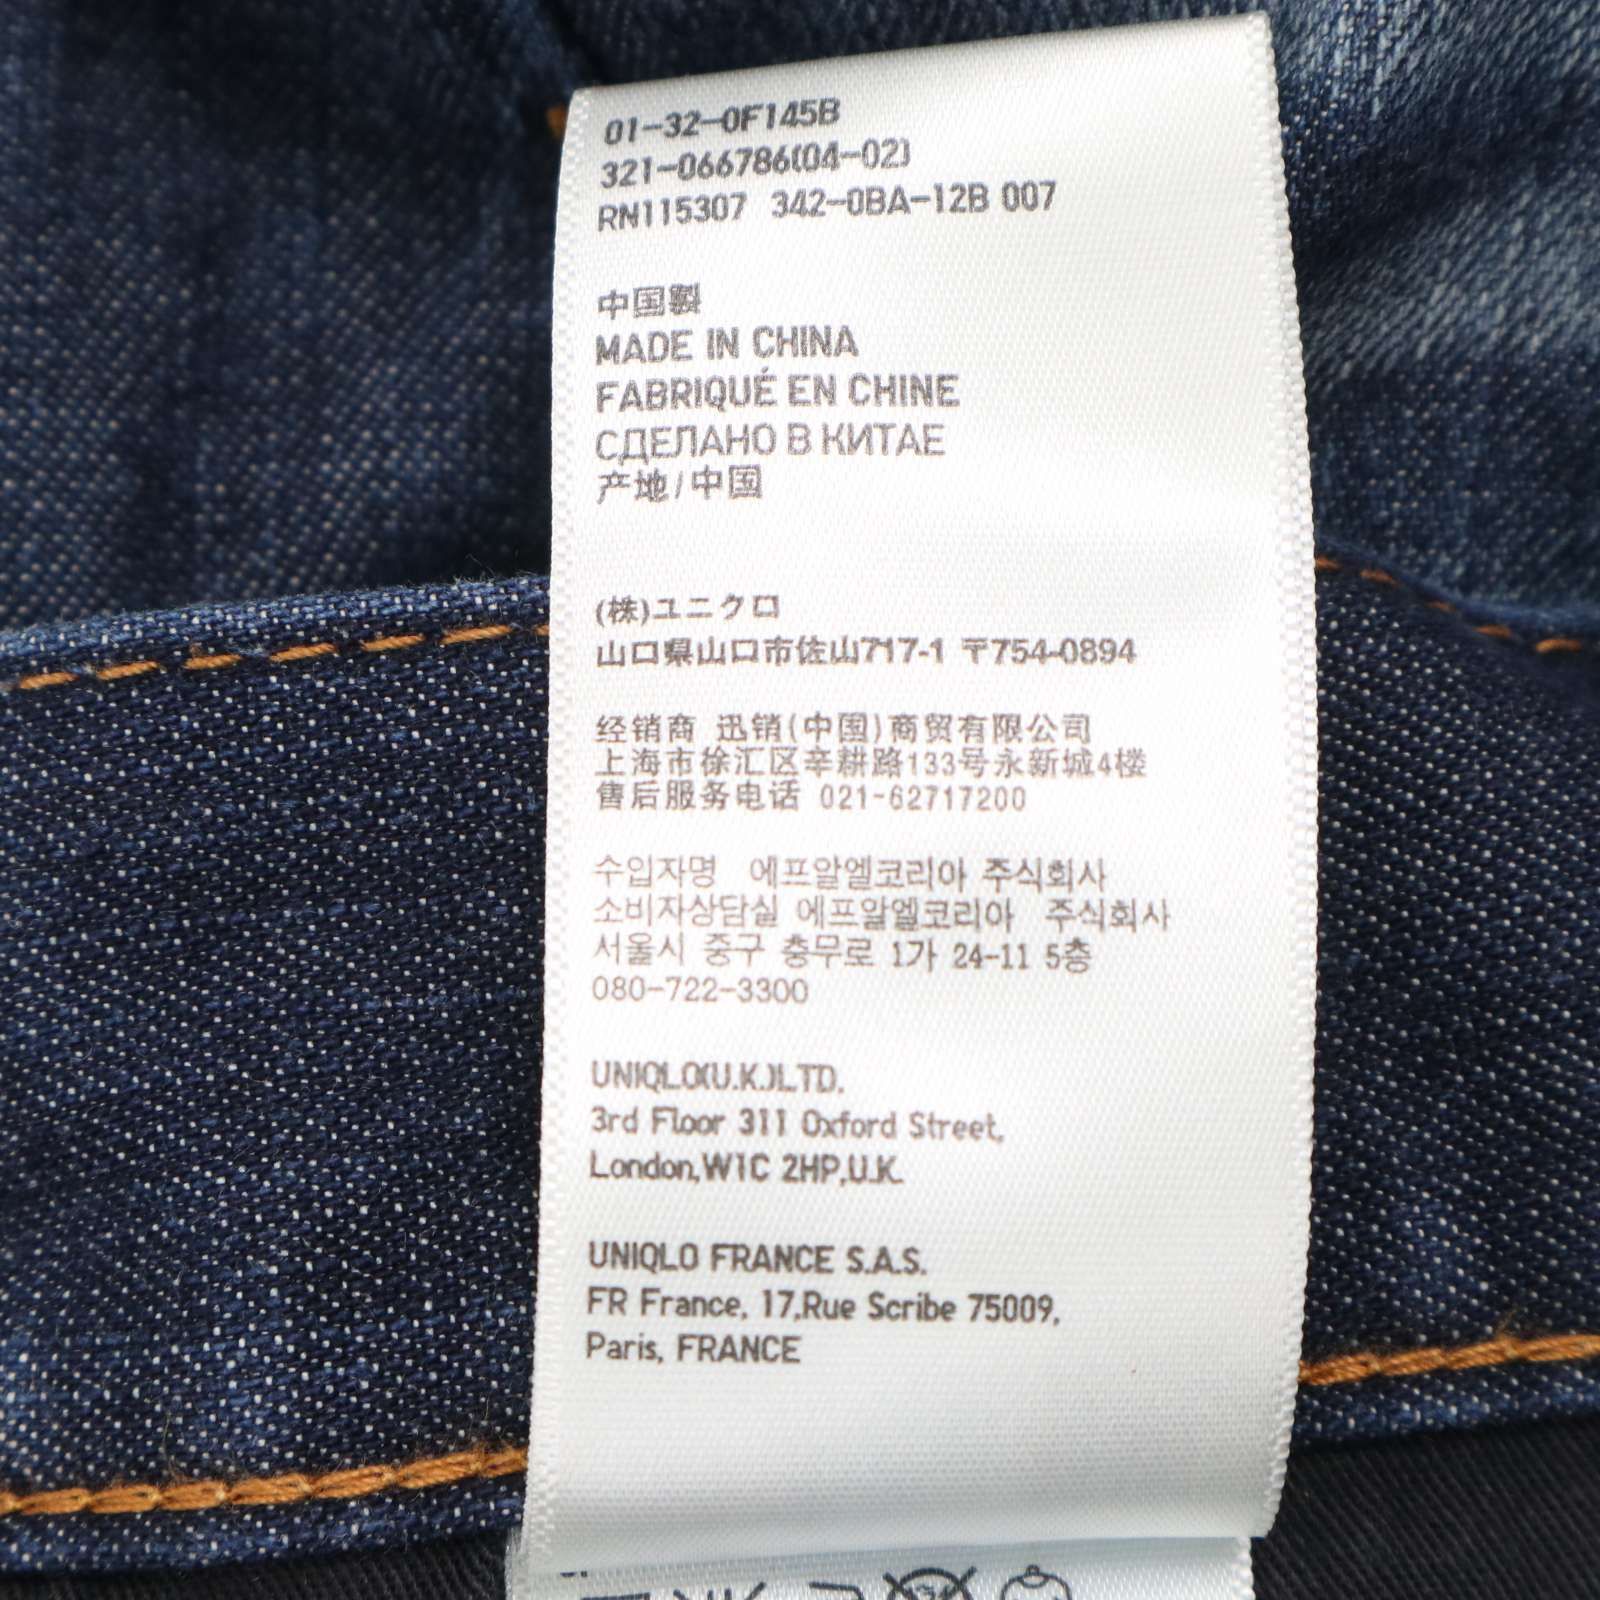 01-32-0F145B
321-066786(04-02)
RN115307 342-0BA-12B 007
中国製
MADE IN CHINA
FABRIQUÉ EN CHINE
СДЕЛАНО В КИТАЕ
产地/中国
(株)ユニクロ
山口県山口市佐山717-1 〒754-0894
经销商 迅销(中国)商贸有限公司
上海市徐汇区辛耕路133号永新城4楼
售后服务电话 021-62717200
수입자명 에프알엘코리아 주식회사
소비자상담실 에프알엘코리아 주식회사
서울시 중구 충무로 1가 24-11 5층
080-722-3300
UNIQLO(U.K.)LTD.
3rd Floor 311 Oxford Street,
London,W1C 2HP,U.K.
UNIQLO FRANCE S.A.S.
FR France, 17,Rue Scribe 75009,
Paris, FRANCE